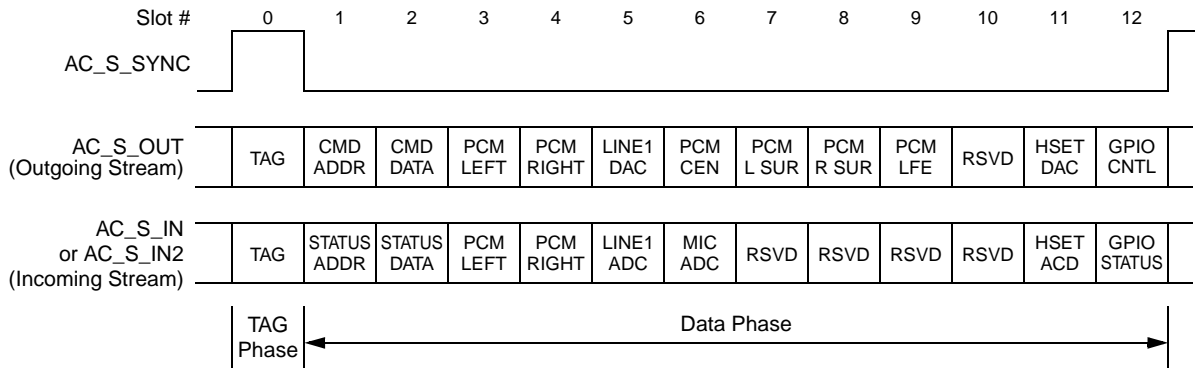 Slot # 0 1 2 3 4 5 6 7 8 9 10 11 12
AC_S_SYNC
AC_S_OUT
(Outgoing Stream)
TAG
CMD
ADDR
CMD
DATA
PCM
LEFT
PCM
RIGHT
LINE1
DAC
PCM
CEN
PCM
L SUR
PCM
R SUR
PCM
LFE
RSVD
HSET
DAC
GPIO
CNTL
AC_S_IN
or AC_S_IN2
(Incoming Stream)
TAG
STATUS
ADDR
STATUS
DATA
PCM
LEFT
PCM
RIGHT
LINE1
ADC
MIC
ADC
RSVD
RSVD
RSVD
RSVD
HSET
ACD
GPIO
STATUS
TAG
Phase
Data Phase